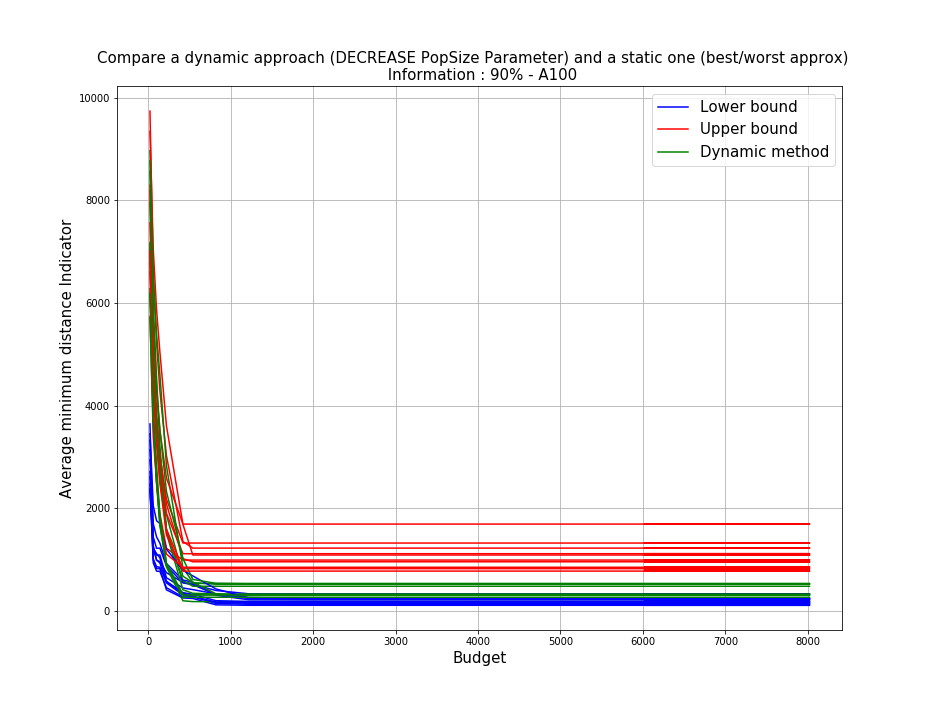 Compare a dynamic approach (DECREASE PopSize Parameter) and a static one (best/worst approx)
Information : 90% - A100
Lower bound
Upper bound
Dynamic method
Average minimum distance Indicator
10000
8000
6000
4000
2000
0
0 1000 2000 3000 4000 5000 6000 7000 8000
Budget